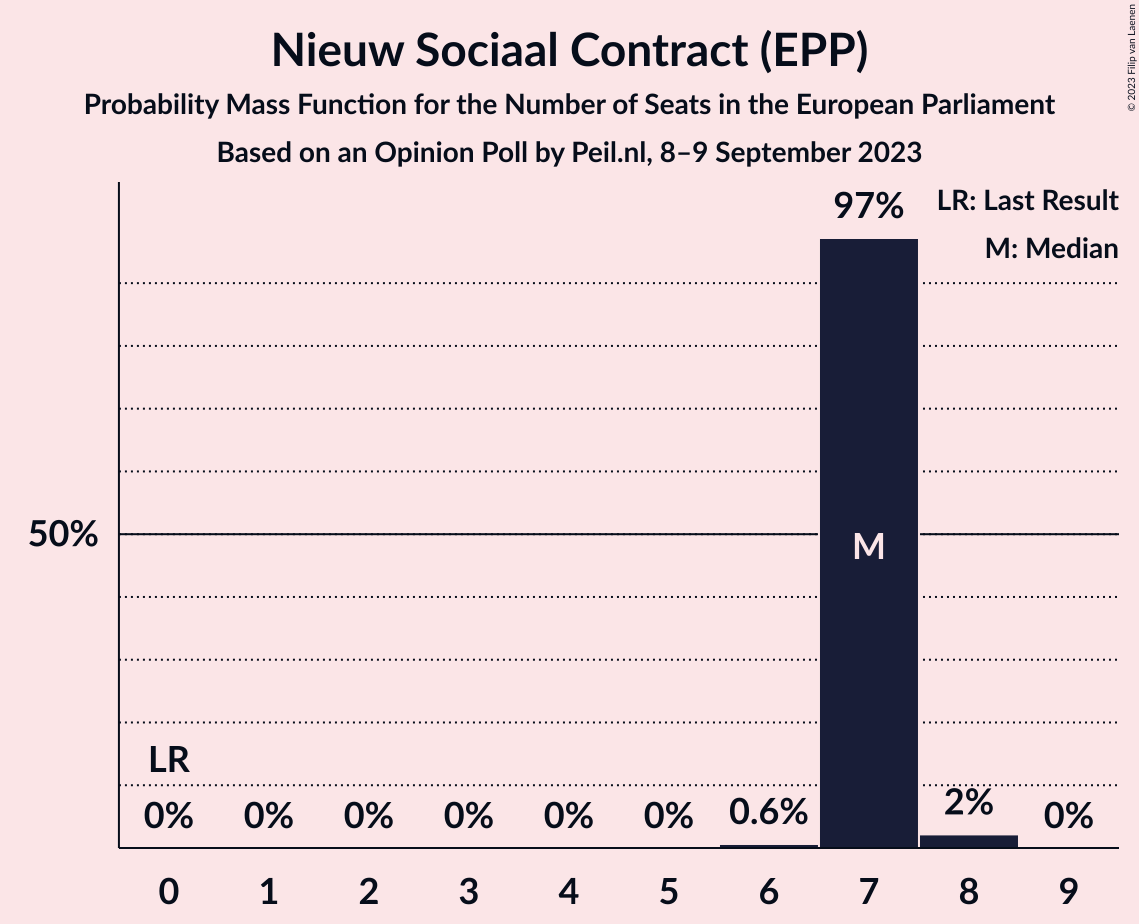 Nieuw Sociaal Contract (EPP)
Probability Mass Function for the Number of Seats in the European Parliament
Based on an Opinion Poll by Peil.nl, 8–9 September 2023
© 2023 Filip van Laenen
LR: Last Result
M: Median
97%
50%
M
LR
0% 0% 0% 0% 0% 0% 0.6% 2% 0%
0 1 2 3 4 5 6 7 8 9